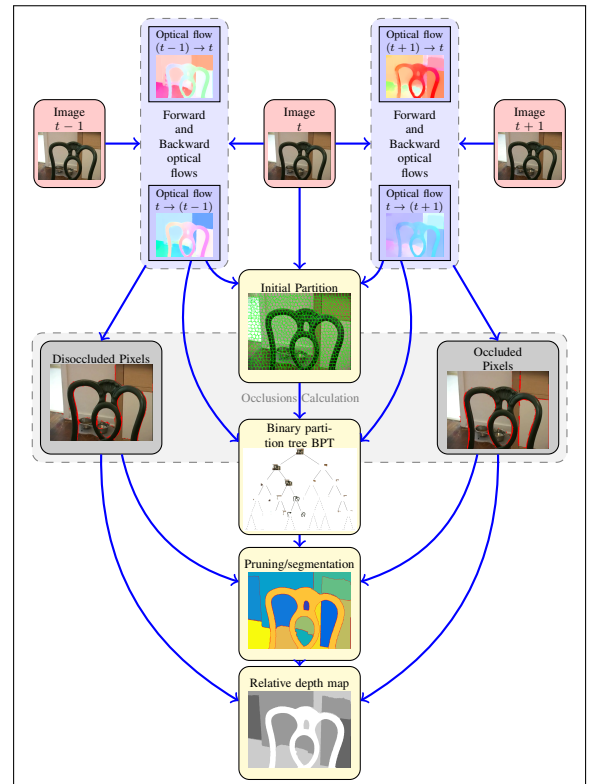 Optical flow
(t − 1) → t
Optical flow
(t + 1) → t
Image
t − 1
Forward
and
Backward
optical
flows
Image
t
Forward
and
Backward
optical
flows
Image
t + 1
Optical flow
t → (t − 1)
Optical flow
t → (t + 1)
Initial Partition
Disoccluded Pixels
Occluded
Pixels
Occlusions Calculation
Binary parti-
tion tree BPT
Pruning/segmentation
Relative depth map